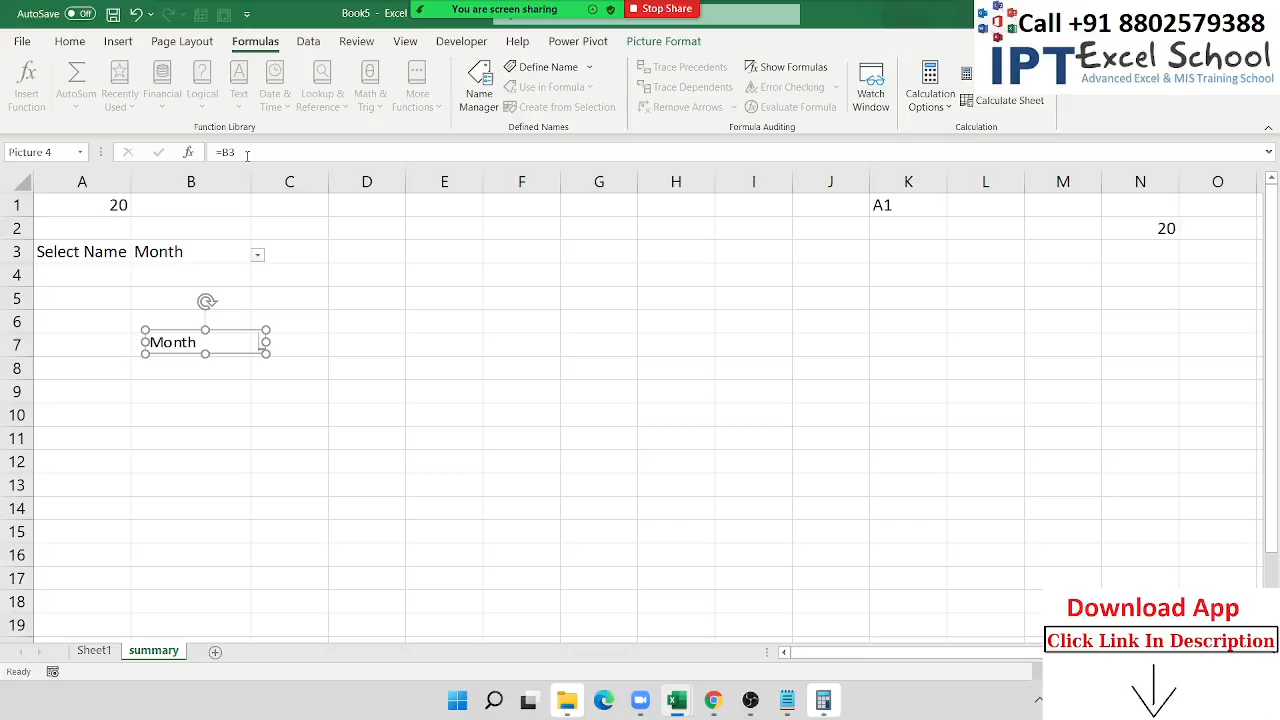 AutoSave Off Book5 - Excel
You are screen sharing Stop Share
Call +91 8802579388
IPT Excel School
Advanced Excel & MIS Training School
File Home Insert Page Layout Formulas Data Review View Developer Help Power Pivot Picture Format
Insert Function
AutoSum
Recently Used
Financial
Logical
Text
Date & Time
Lookup & Reference
Math & Trig
More Functions
Function Library
Name Manager
Define Name
Use in Formula
Create from Selection
Defined Names
Trace Precedents
Trace Dependents
Remove Arrows
Show Formulas
Error Checking
Evaluate Formula
Formula Auditing
Watch Window
Calculation Options
Calculate Sheet
Calculation
Picture 4 fx =B3
A B C D E F G H I J K L M N O
1 20 A1
2 20
3 Select Name Month
4
5
6
7 Month
8
9
10
11
12
13
14
15
16
17
18
19
Sheet1 summary
Ready
Download App
Click Link In Description